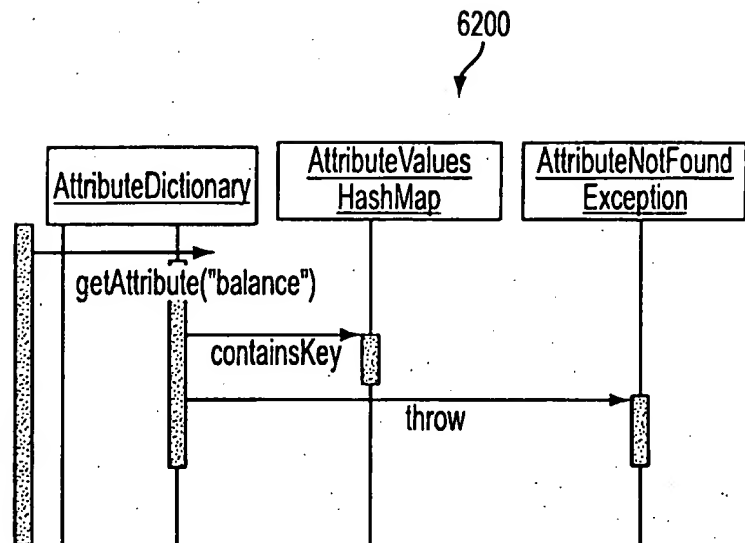 6200
AttributeDictionary
AttributeValues
HashMap
AttributeNotFound
Exception
getAttribute("balance")
containsKey
throw